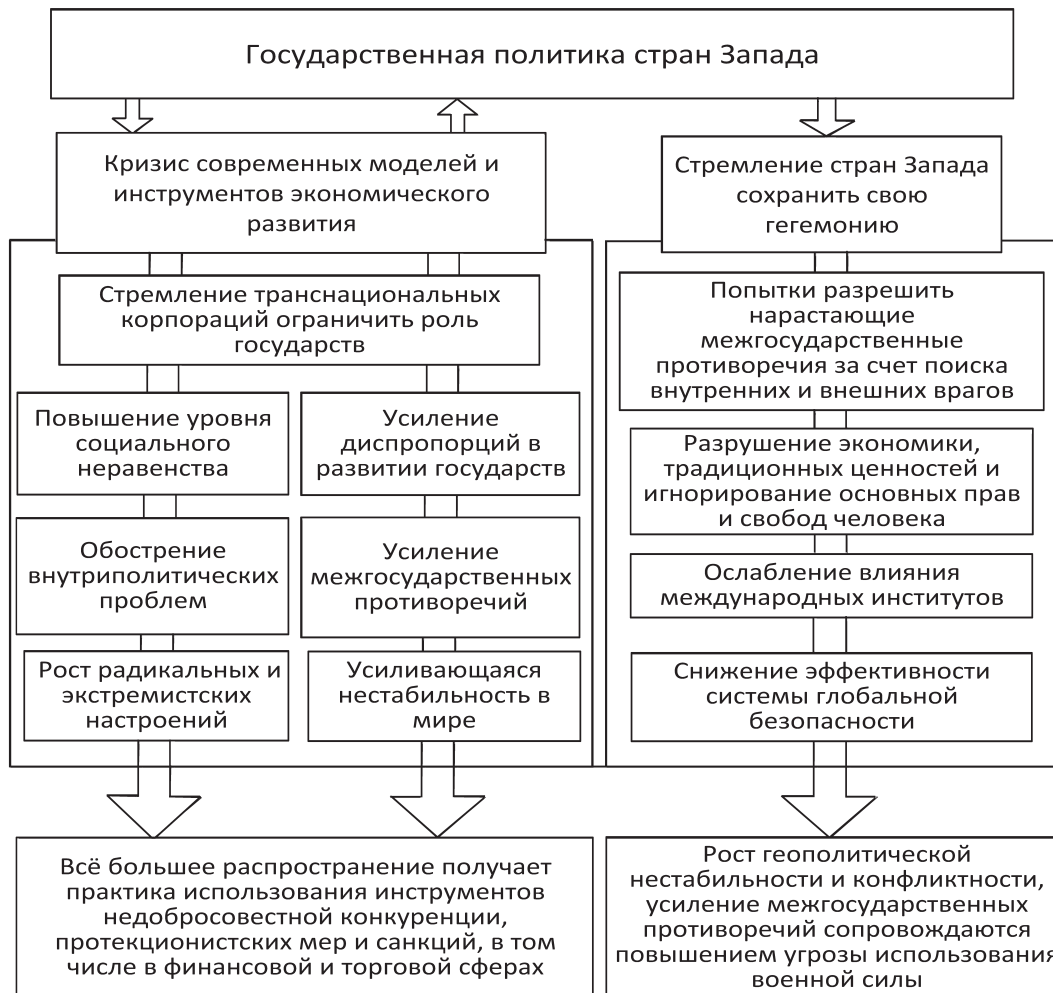 Государственная политика стран Запада
Кризис современных моделей и
инструментов экономического
развития
Стремление транснациональных
корпораций ограничить роль
государств
Повышение уровня
социального
неравенства
Обострение
внутриполитических
проблем
Рост радикальных и
экстремистских
настроений
Усиление
диспропорций в
развитии государств
Усиление
межгосударственных
противоречий
Усиливающаяся
нестабильность в
мире
Всё большее распространение получает
практика использования инструментов
недобросовестной конкуренции,
протекционистских мер и санкций, в том
числе в финансовой и торговой сферах
Стремление стран Запада
сохранить свою
гегемонию
Попытки разрешить
нарастающие
межгосударственные
противоречия за счет поиска
внутренних и внешних врагов
Разрушение экономики,
традиционных ценностей и
игнорирование основных прав
и свобод человека
Ослабление влияния
международных институтов
Снижение эффективности
системы глобальной
безопасности
Рост геополитической
нестабильности и конфликтности,
усиление межгосударственных
противоречий сопровождаются
повышением угрозы использования
военной силы